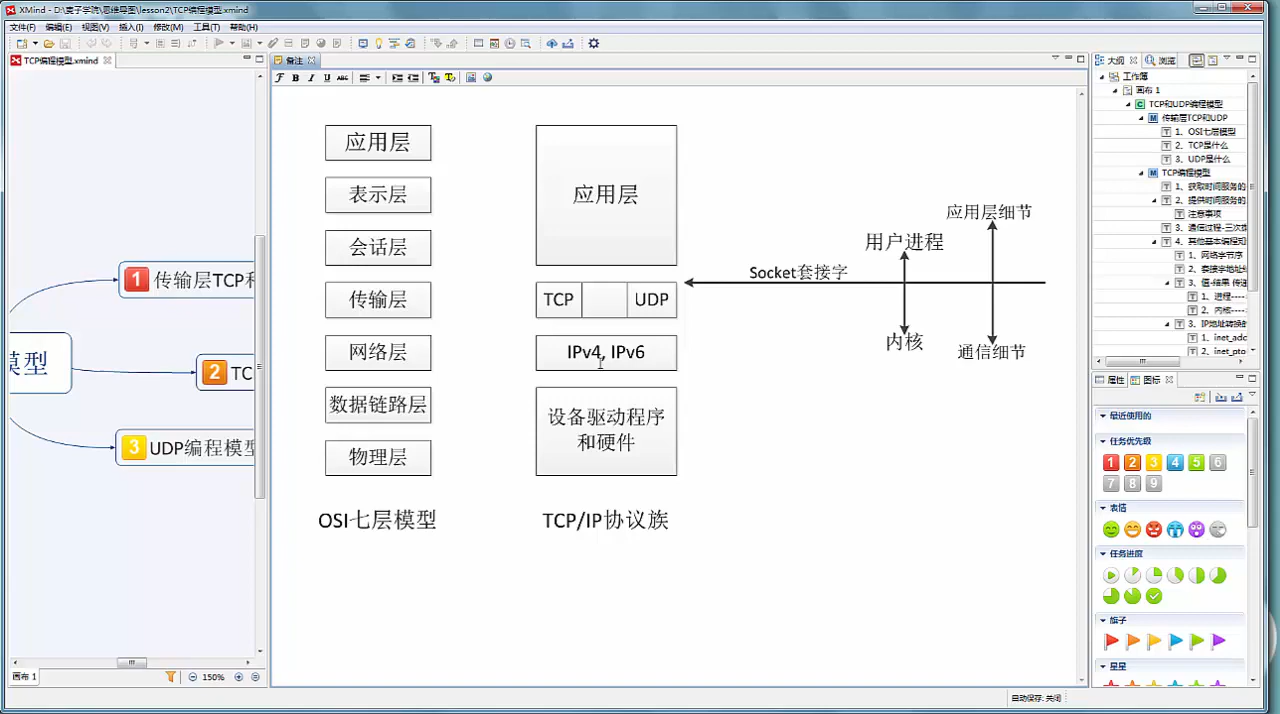 XMind - D:\麦子学院\思维导图\lesson2\TCP编程模型.xmind
文件(F) 编辑(E) 视图(V) 插入(I) 修改(M) 工具(T) 帮助(H)
TCP编程模型.xmind
备注
大纲
浏览
工作簿
画布 1
TCP和UDP编程模型
传输层TCP和UDP
1、OSI七层模型
2、TCP是什么
3、UDP是什么
TCP编程模型
1、获取时间服务的
2、提供时间服务的
注意事项
3、通信过程-三次
4、其他基本编程知
1、网络字节序
2、套接字地址
3、值-结果 传
1、进程----
2、内核----
3、IP地址转换
1、inet_add
2、inet_pto
应用层
表示层
会话层
传输层
网络层
数据链路层
物理层
OSI七层模型
应用层
TCP
UDP
IPv4, IPv6
设备驱动程序
和硬件
TCP/IP协议族
Socket套接字
用户进程
内核
应用层细节
通信细节
模型
1 传输层TCP和
2 TC
3 UDP编程模型
属性
图标
最近使用的
任务优先级
1 2 3 4 5 6
7 8 9
表情
任务进度
旗子
星星
画布 1
150%
自动保存: 关闭